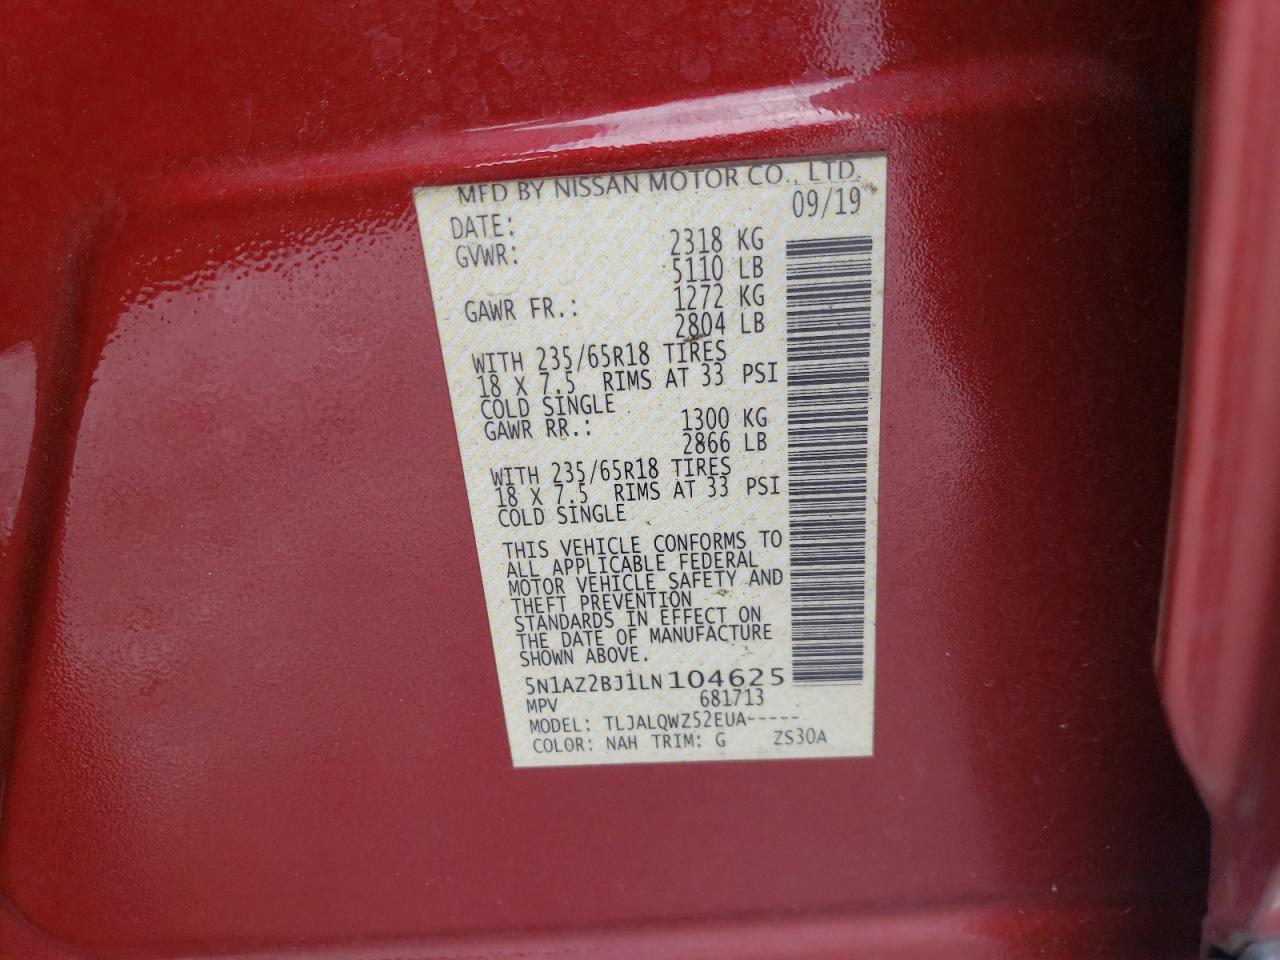 MFD BY NISSAN MOTOR CO., LTD.
DATE: 09/19
GVWR: 2318 KG
5110 LB
GAWR FR.: 1272 KG
2804 LB
WITH 235/65R18 TIRES
18 X 7.5 RIMS AT 33 PSI
COLD SINGLE
GAWR RR.: 1300 KG
2866 LB
WITH 235/65R18 TIRES
18 X 7.5 RIMS AT 33 PSI
COLD SINGLE
THIS VEHICLE CONFORMS TO
ALL APPLICABLE FEDERAL
MOTOR VEHICLE SAFETY AND
THEFT PREVENTION
STANDARDS IN EFFECT ON
THE DATE OF MANUFACTURE
SHOWN ABOVE.
5N1AZ2BJ1LN104625
MPV 681713
MODEL: TLJALQWZ52EUA-----
COLOR: NAH TRIM: G ZS30A